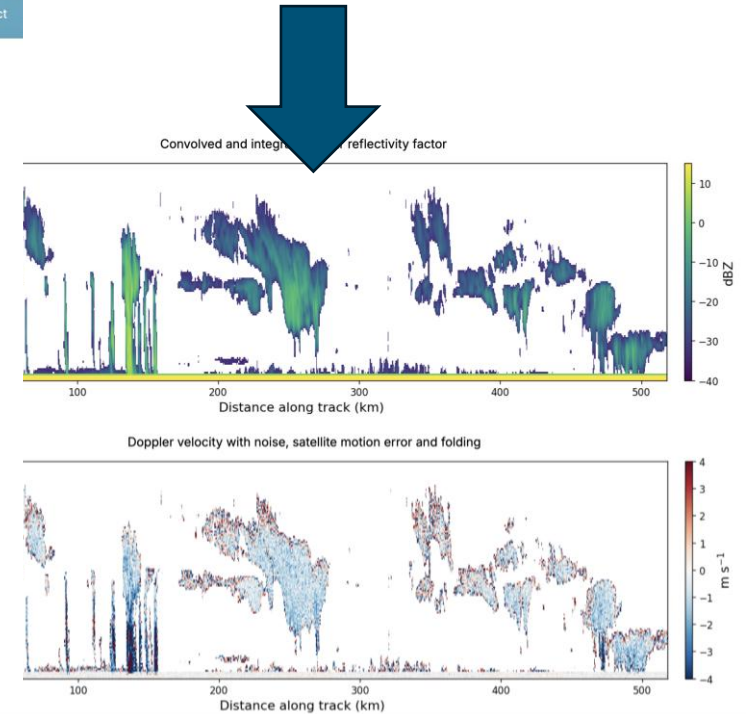 ct
Convolved and integr reflectivity factor
10
0
−10
−20
−30
−40
dBZ
100 200 300 400 500
Distance along track (km)
Doppler velocity with noise, satellite motion error and folding
4
3
2
1
0
−1
−2
−3
−4
m s⁻¹
100 200 300 400 500
Distance along track (km)